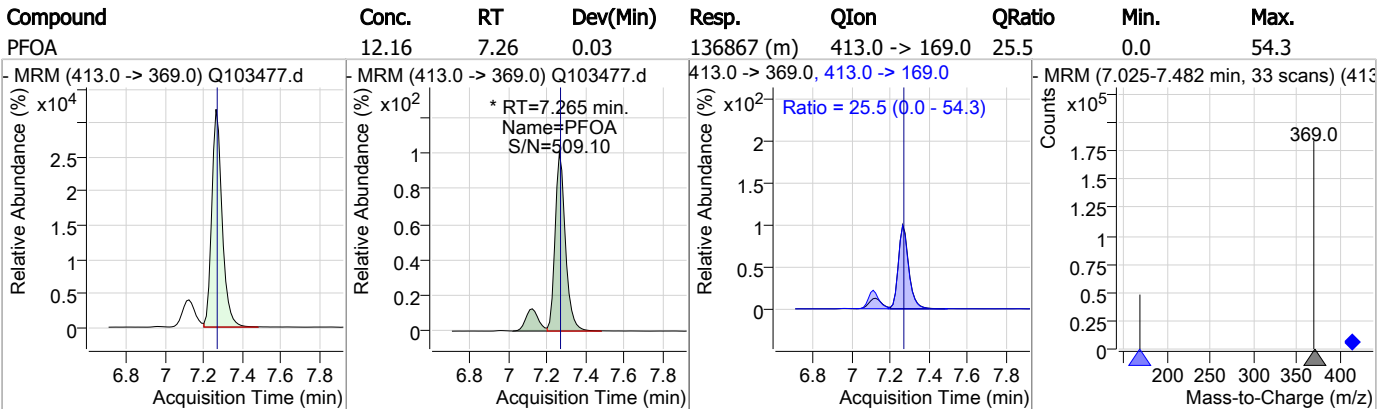 Compound Conc. RT Dev(Min) Resp. QIon QRatio Min. Max.
PFOA 12.16 7.26 0.03 136867 (m) 413.0 -> 169.0 25.5 0.0 54.3
- MRM (413.0 -> 369.0) Q103477.d
x10⁴
Relative Abundance (%)
2.5
2
1.5
1
0.5
0
6.8 7 7.2 7.4 7.6 7.8
Acquisition Time (min)
- MRM (413.0 -> 369.0) Q103477.d
x10²
* RT=7.265 min.
Name=PFOA
S/N=509.10
Relative Abundance (%)
1
0.8
0.6
0.4
0.2
0
6.8 7 7.2 7.4 7.6 7.8
Acquisition Time (min)
413.0 -> 369.0, 413.0 -> 169.0
x10²
Ratio = 25.5 (0.0 - 54.3)
Relative Abundance (%)
2
1.5
1
0.5
0
6.8 7 7.2 7.4 7.6 7.8
Acquisition Time (min)
- MRM (7.025-7.482 min, 33 scans) (413
x10⁵
Counts
369.0
1.75
1.5
1.25
1
0.75
0.5
0.25
0
200 250 300 350 400
Mass-to-Charge (m/z)